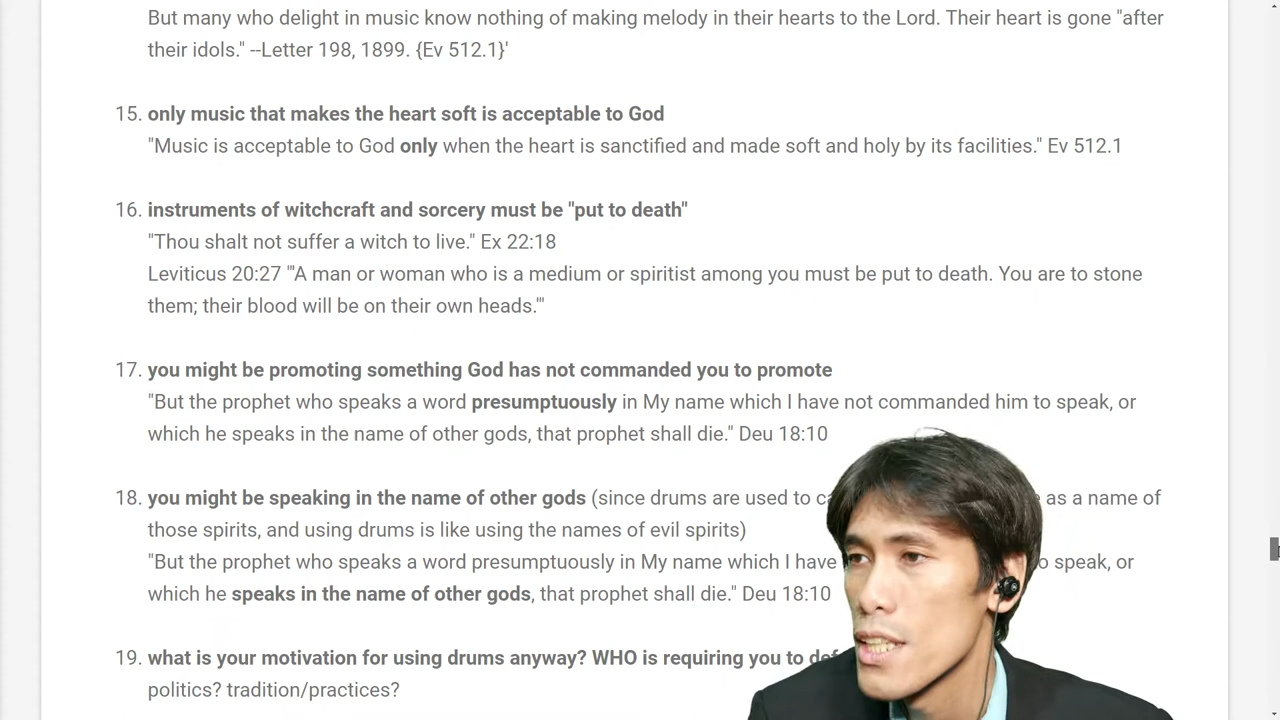 But many who delight in music know nothing of making melody in their hearts to the Lord. Their heart is gone "after
their idols." --Letter 198, 1899. {Ev 512.1}'
15. only music that makes the heart soft is acceptable to God
"Music is acceptable to God only when the heart is sanctified and made soft and holy by its facilities." Ev 512.1
16. instruments of witchcraft and sorcery must be "put to death"
"Thou shalt not suffer a witch to live." Ex 22:18
Leviticus 20:27 "'A man or woman who is a medium or spiritist among you must be put to death. You are to stone
them; their blood will be on their own heads.'"
17. you might be promoting something God has not commanded you to promote
"But the prophet who speaks a word presumptuously in My name which I have not commanded him to speak, or
which he speaks in the name of other gods, that prophet shall die." Deu 18:10
18. you might be speaking in the name of other gods (since drums are used to as a name of
those spirits, and using drums is like using the names of evil spirits)
"But the prophet who speaks a word presumptuously in My name which I have speak, or
which he speaks in the name of other gods, that prophet shall die." Deu 18:10
19. what is your motivation for using drums anyway? WHO is requiring you to
politics? tradition/practices?